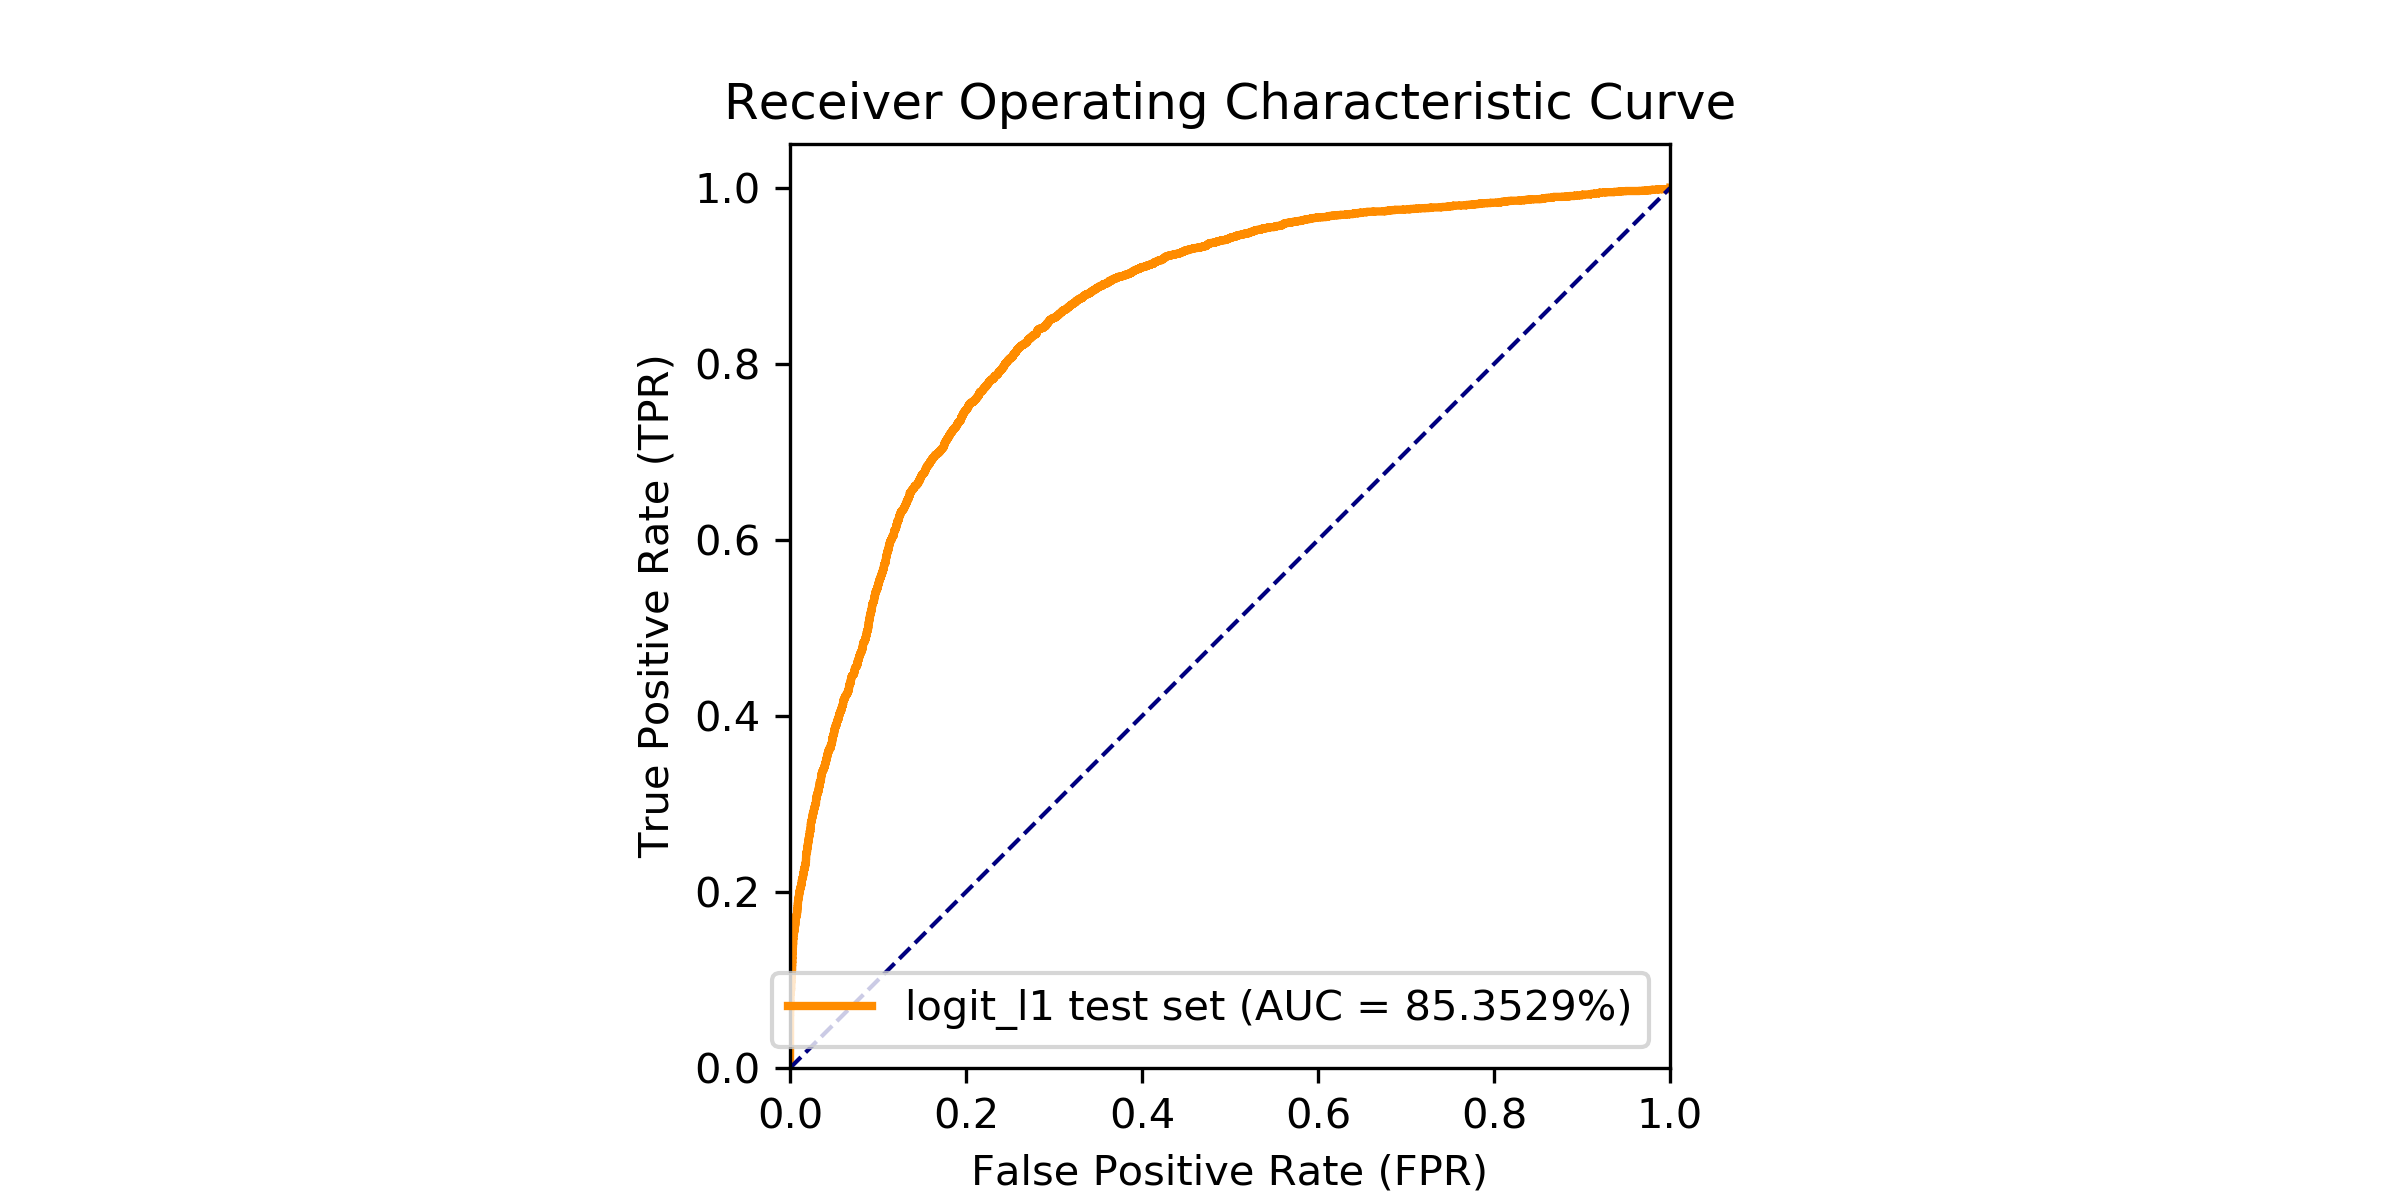 Receiver Operating Characteristic Curve
1.0
0.8
0.6
0.4
0.2
0.0
True Positive Rate (TPR)
logit_l1 test set (AUC = 85.3529%)
0.0 0.2 0.4 0.6 0.8 1.0
False Positive Rate (FPR)